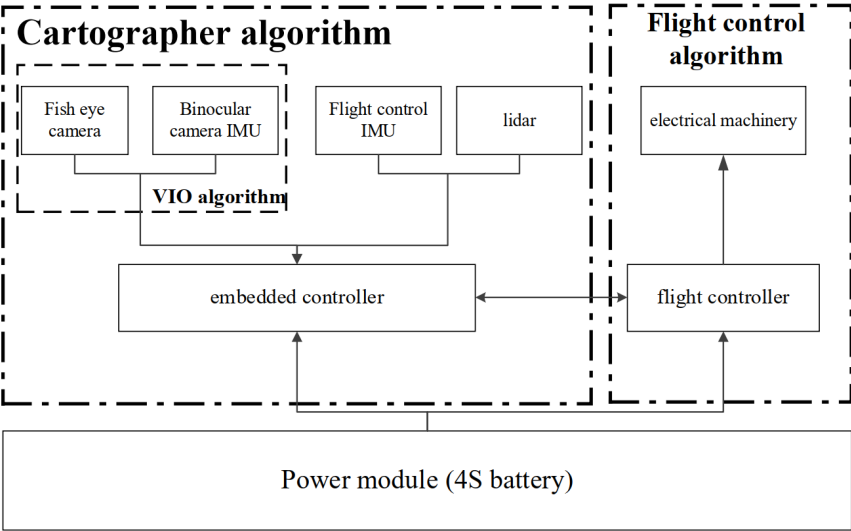 Cartographer algorithm
Flight control
algorithm
Fish eye
camera
Binocular
camera IMU
Flight control
IMU
lidar
electrical machinery
VIO algorithm
embedded controller
flight controller
Power module (4S battery)